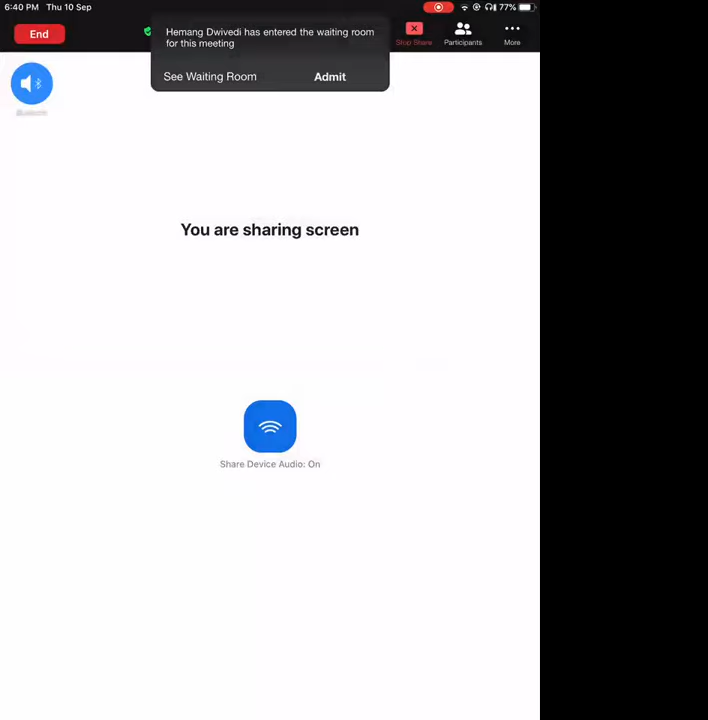 6:40 PM Thu 10 Sep
77%
End
Hemang Dwivedi has entered the waiting room
for this meeting
See Waiting Room
Admit
Stop Share
Participants
More
Bluetooth
You are sharing screen
Share Device Audio: On